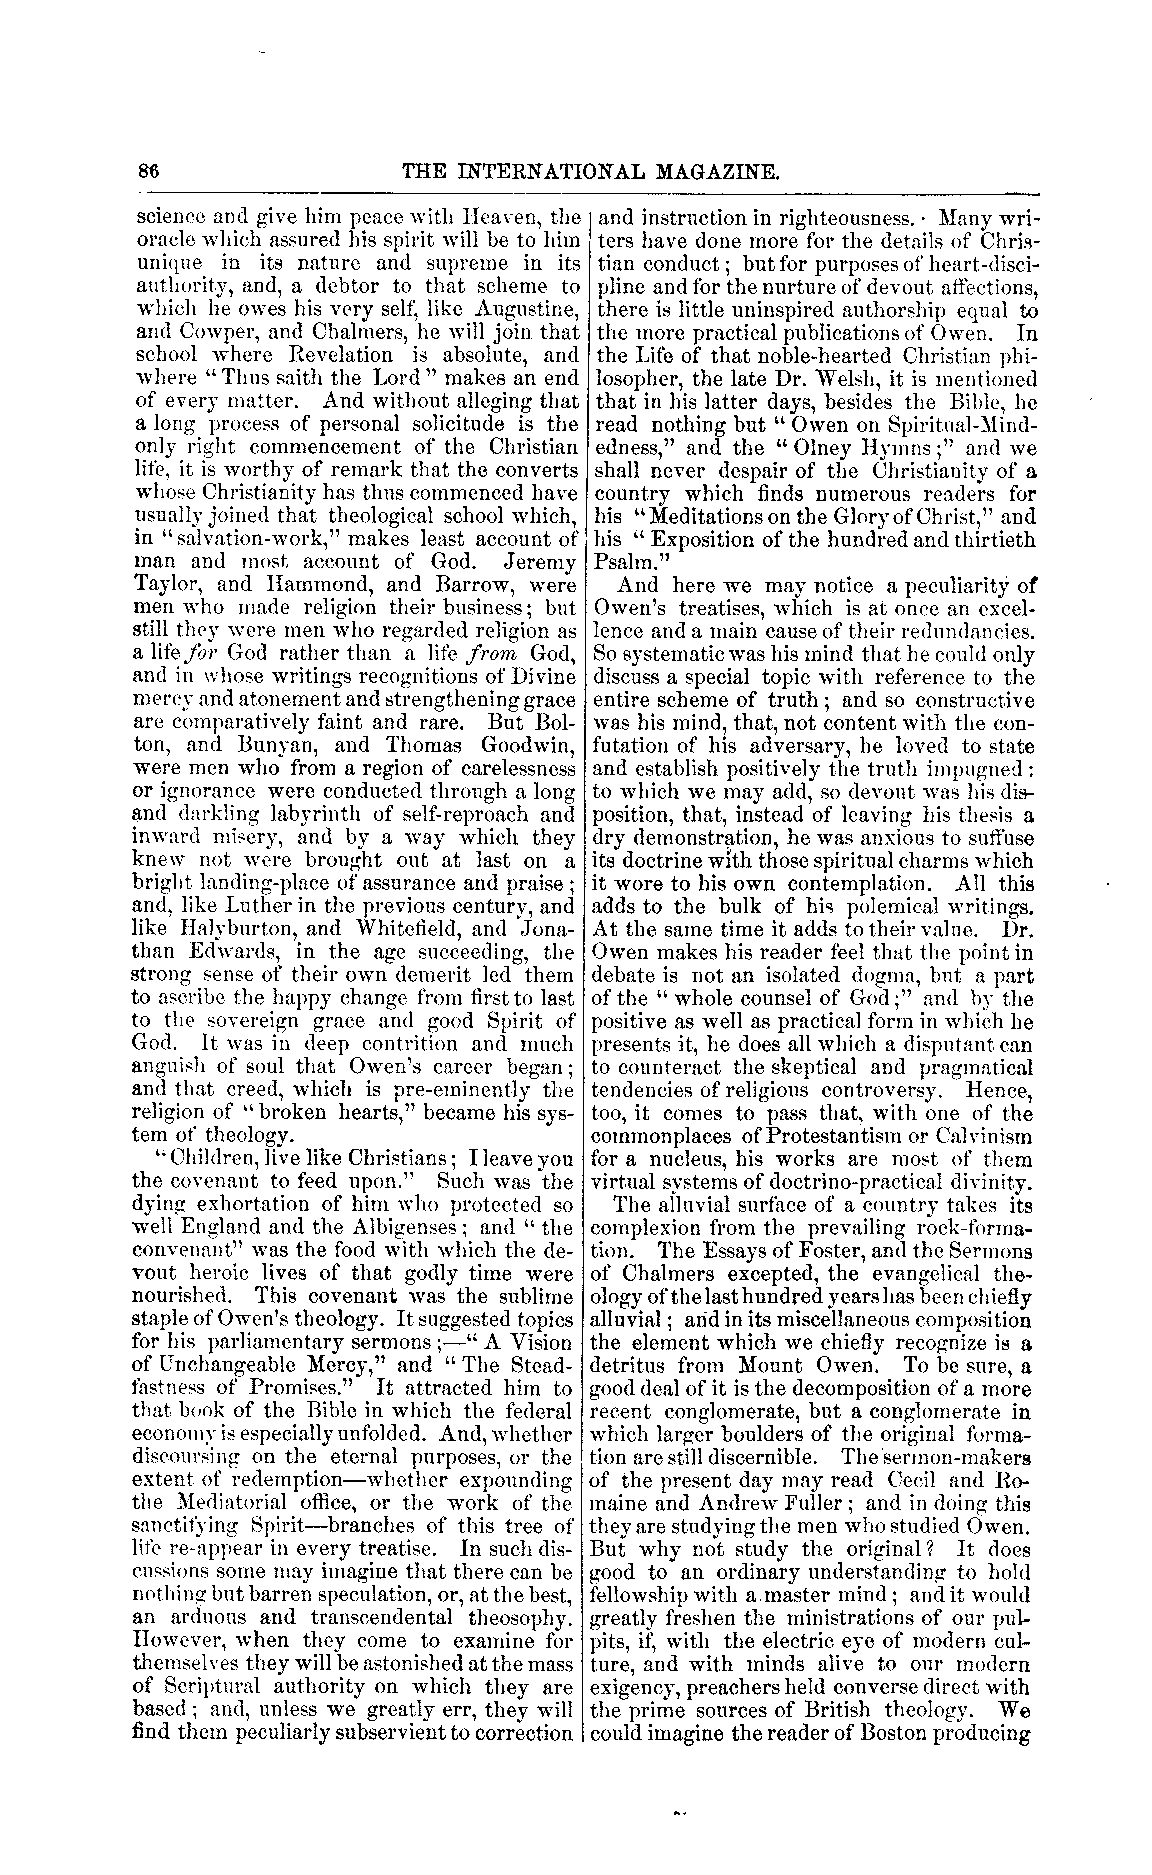 86
THE INTERNATIONAL MAGAZINE.
science and give him peace with Heaven, the
oracle which assured his spirit will be to him
unique in its nature and supreme in its
authority, and, a debtor to that scheme to
which he owes his very self, like Augustine,
and Cowper, and Chalmers, he will join that
school where Revelation is absolute, and
where "Thus saith the Lord" makes an end
of every matter. And without alleging that
a long process of personal solicitude is the
only right commencement of the Christian
life, it is worthy of remark that the converts
whose Christianity has thus commenced have
usually joined that theological school which,
in "salvation-work," makes least account of
man and most account of God. Jeremy
Taylor, and Hammond, and Barrow, were
men who made religion their business; but
still they were men who regarded religion as
a life for God rather than a life from God,
and in whose writings recognitions of Divine
mercy and atonement and strengthening grace
are comparatively faint and rare. But Bol-
ton, and Bunyan, and Thomas Goodwin,
were men who from a region of carelessness
or ignorance were conducted through a long
and darkling labyrinth of self-reproach and
inward misery, and by a way which they
knew not were brought out at last on a
bright landing-place of assurance and praise;
and, like Luther in the previous century, and
like Halyburton, and Whitefield, and Jona-
than Edwards, in the age succeeding, the
strong sense of their own demerit led them
to ascribe the happy change from first to last
to the sovereign grace and good Spirit of
God. It was in deep contrition and much
anguish of soul that Owen's career began;
and that creed, which is pre-eminently the
religion of "broken hearts," became his sys-
tem of theology.
"Children, live like Christians; I leave you
the covenant to feed upon." Such was the
dying exhortation of him who protected so
well England and the Albigenses; and "the
convenant" was the food with which the de-
vout heroic lives of that godly time were
nourished. This covenant was the sublime
staple of Owen's theology. It suggested topics
for his parliamentary sermons;—"A Vision
of Unchangeable Mercy," and "The Stead-
fastness of Promises." It attracted him to
that book of the Bible in which the federal
economy is especially unfolded. And, whether
discoursing on the eternal purposes, or the
extent of redemption—whether expounding
the Mediatorial office, or the work of the
sanctifying Spirit—branches of this tree of
life re-appear in every treatise. In such dis-
cussions some may imagine that there can be
nothing but barren speculation, or, at the best,
an arduous and transcendental theosophy.
However, when they come to examine for
themselves they will be astonished at the mass
of Scriptural authority on which they are
based; and, unless we greatly err, they will
find them peculiarly subservient to correction
and instruction in righteousness. Many wri-
ters have done more for the details of Chris-
tian conduct; but for purposes of heart-disci-
pline and for the nurture of devout affections,
there is little uninspired authorship equal to
the more practical publications of Owen. In
the Life of that noble-hearted Christian phi-
losopher, the late Dr. Welsh, it is mentioned
that in his latter days, besides the Bible, he
read nothing but "Owen on Spiritual-Mind-
edness," and the "Olney Hymns;" and we
shall never despair of the Christianity of a
country which finds numerous readers for
his "Meditations on the Glory of Christ," and
his "Exposition of the hundred and thirtieth
Psalm."
And here we may notice a peculiarity of
Owen's treatises, which is at once an excel-
lence and a main cause of their redundancies.
So systematic was his mind that he could only
discuss a special topic with reference to the
entire scheme of truth; and so constructive
was his mind, that, not content with the con-
futation of his adversary, he loved to state
and establish positively the truth impugned:
to which we may add, so devout was his dis-
position, that, instead of leaving his thesis a
dry demonstration, he was anxious to suffuse
its doctrine with those spiritual charms which
it wore to his own contemplation. All this
adds to the bulk of his polemical writings.
At the same time it adds to their value. Dr.
Owen makes his reader feel that the point in
debate is not an isolated dogma, but a part
of the "whole counsel of God;" and by the
positive as well as practical form in which he
presents it, he does all which a disputant can
to counteract the skeptical and pragmatical
tendencies of religious controversy. Hence,
too, it comes to pass that, with one of the
commonplaces of Protestantism or Calvinism
for a nucleus, his works are most of them
virtual systems of doctrino-practical divinity.
The alluvial surface of a country takes its
complexion from the prevailing rock-forma-
tion. The Essays of Foster, and the Sermons
of Chalmers excepted, the evangelical the-
ology of the last hundred years has been chiefly
alluvial; and in its miscellaneous composition
the element which we chiefly recognize is a
detritus from Mount Owen. To be sure, a
good deal of it is the decomposition of a more
recent conglomerate, but a conglomerate in
which larger boulders of the original forma-
tion are still discernible. The sermon-makers
of the present day may read Cecil and Ro-
maine and Andrew Fuller; and in doing this
they are studying the men who studied Owen.
But why not study the original? It does
good to an ordinary understanding to hold
fellowship with a master mind; and it would
greatly freshen the ministrations of our pul-
pits, if, with the electric eye of modern cul-
ture, and with minds alive to our modern
exigency, preachers held converse direct with
the prime sources of British theology. We
could imagine the reader of Boston producing